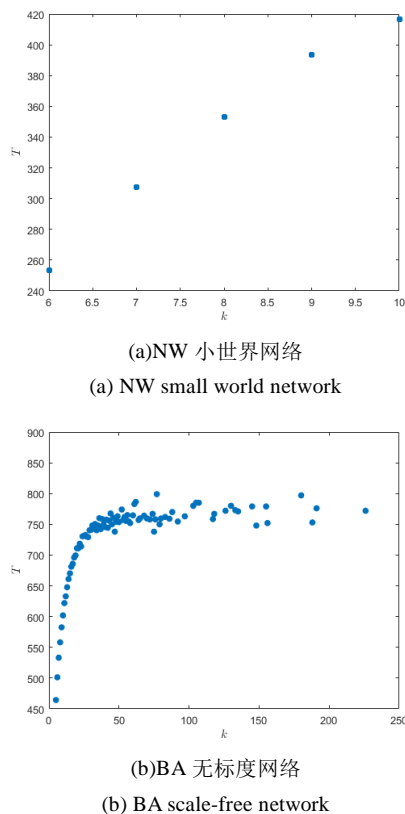 420
400
380
360
340
320
300
280
260
240
T
6 6.5 7 7.5 8 8.5 9 9.5 10
k
(a)NW 小世界网络
(a) NW small world network
900
850
800
750
700
650
600
550
500
450
T
0 50 100 150 200 250
k
(b)BA 无标度网络
(b) BA scale-free network